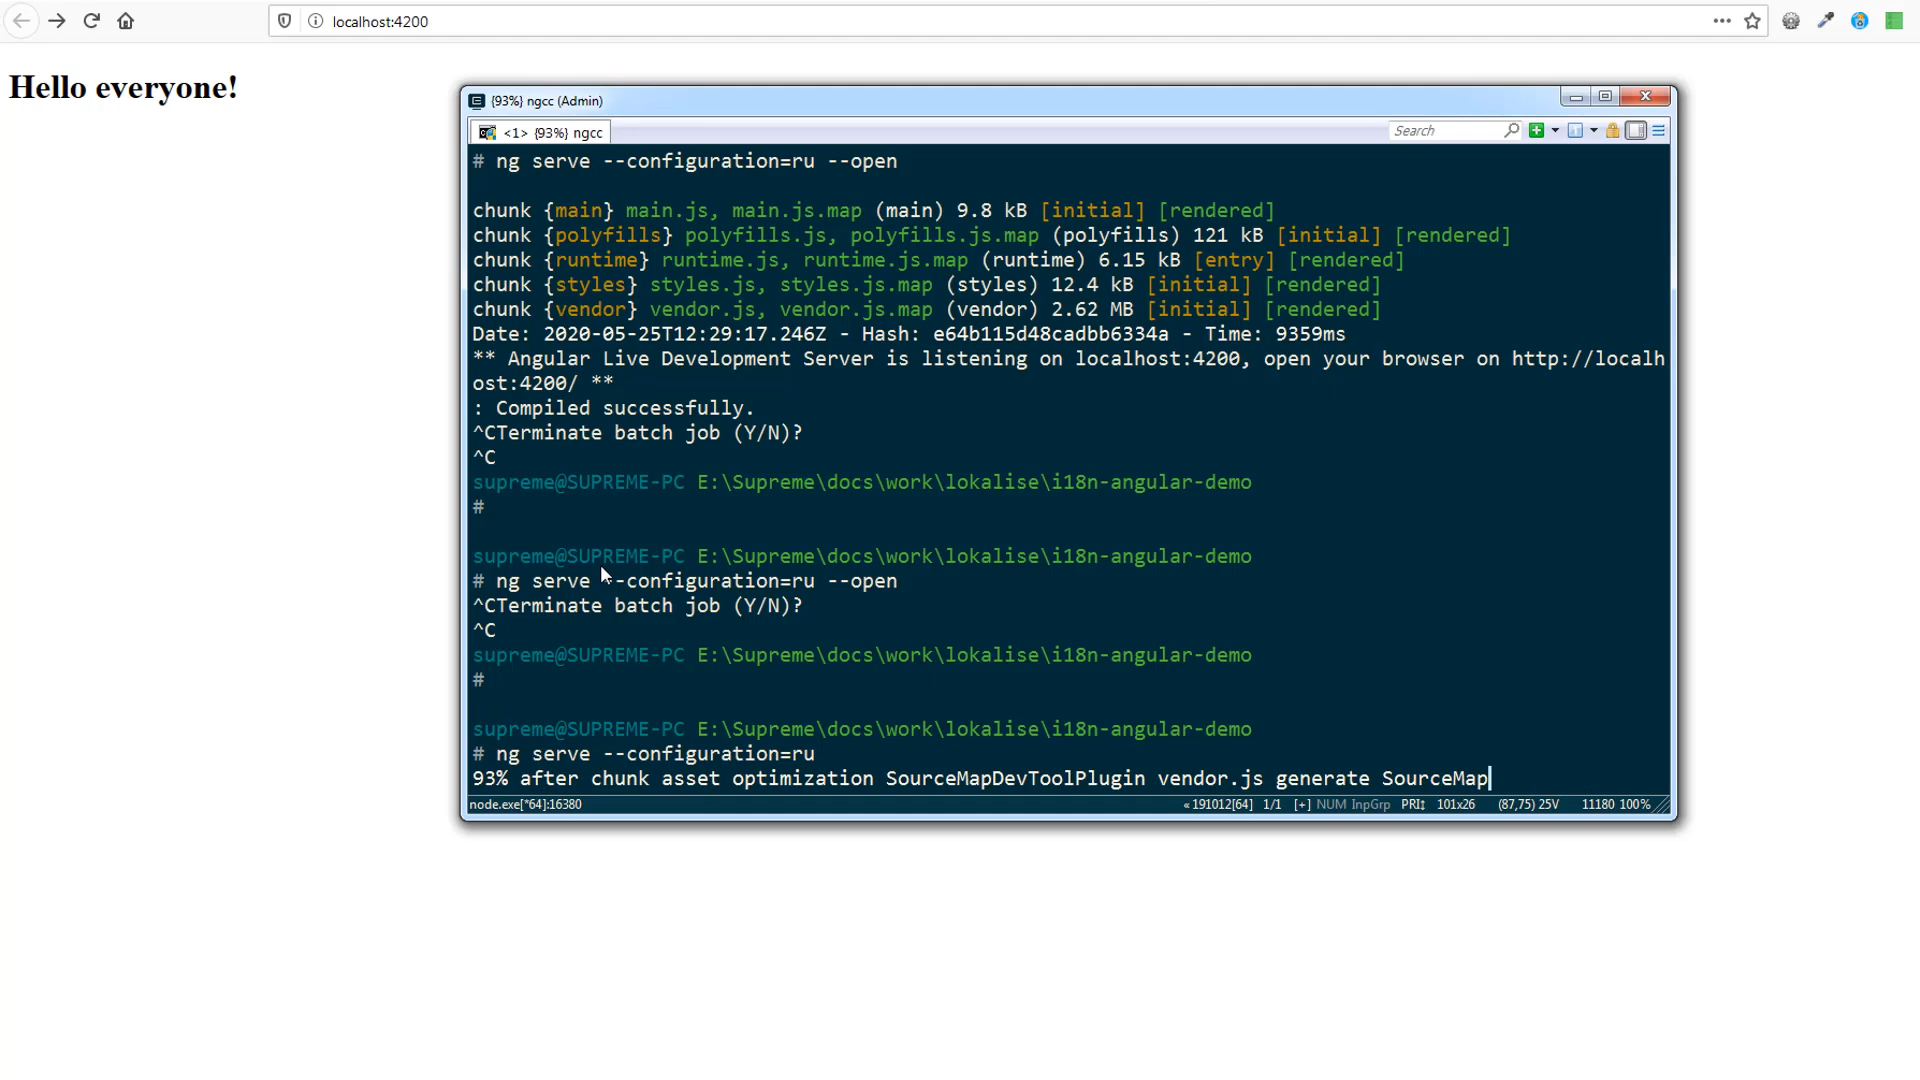 localhost:4200
Hello everyone!
{93%} ngcc (Admin)
<1> {93%} ngcc
Search
# ng serve --configuration=ru --open
chunk {main} main.js, main.js.map (main) 9.8 kB [initial] [rendered]
chunk {polyfills} polyfills.js, polyfills.js.map (polyfills) 121 kB [initial] [rendered]
chunk {runtime} runtime.js, runtime.js.map (runtime) 6.15 kB [entry] [rendered]
chunk {styles} styles.js, styles.js.map (styles) 12.4 kB [initial] [rendered]
chunk {vendor} vendor.js, vendor.js.map (vendor) 2.62 MB [initial] [rendered]
Date: 2020-05-25T12:29:17.246Z - Hash: e64b115d48cadbb6334a - Time: 9359ms
** Angular Live Development Server is listening on localhost:4200, open your browser on http://localh
ost:4200/ **
: Compiled successfully.
^CTerminate batch job (Y/N)?
^C
supreme@SUPREME-PC E:\Supreme\docs\work\lokalise\i18n-angular-demo
#
supreme@SUPREME-PC E:\Supreme\docs\work\lokalise\i18n-angular-demo
# ng serve --configuration=ru --open
^CTerminate batch job (Y/N)?
^C
supreme@SUPREME-PC E:\Supreme\docs\work\lokalise\i18n-angular-demo
#
supreme@SUPREME-PC E:\Supreme\docs\work\lokalise\i18n-angular-demo
# ng serve --configuration=ru
93% after chunk asset optimization SourceMapDevToolPlugin vendor.js generate SourceMap
node.exe[*64]:16380 « 191012[64] 1/1 [+] NUM InpGrp PRI↕ 101x26 (87,75) 25V 11180 100%